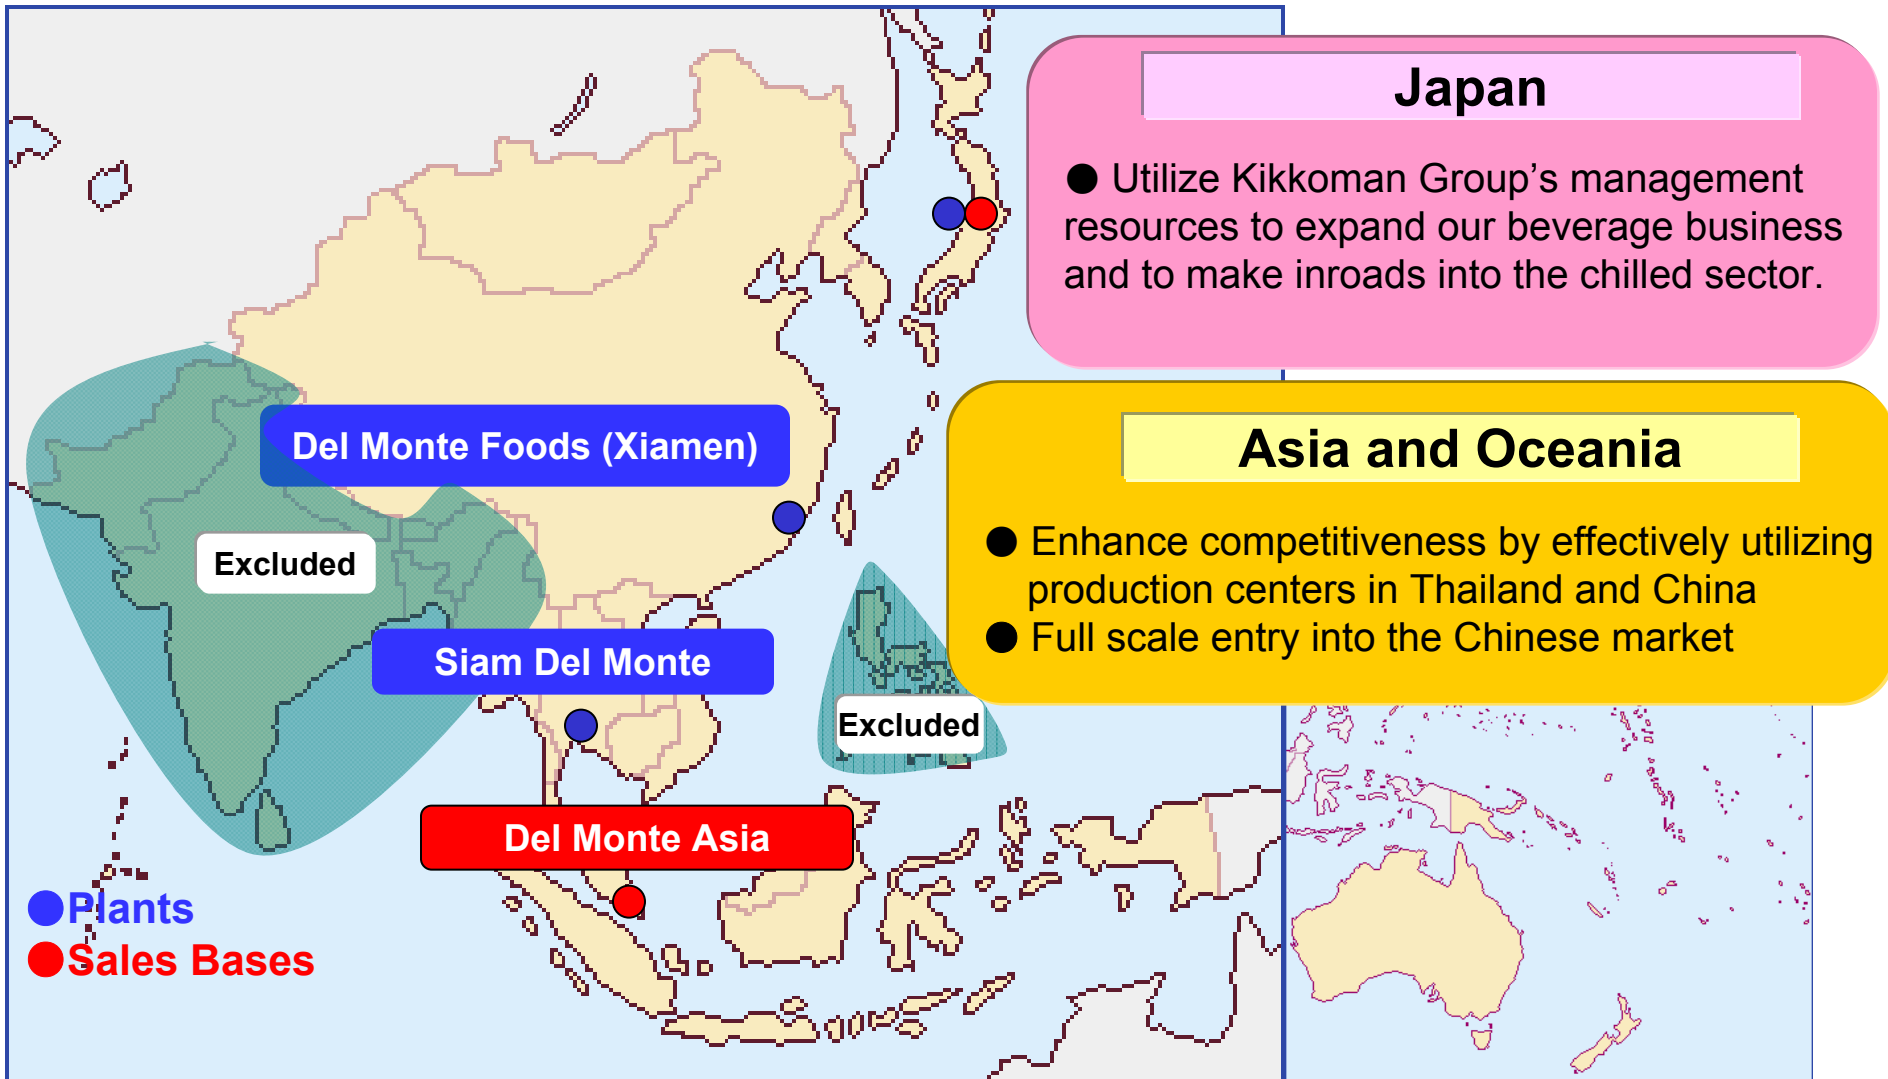 Japan
● Utilize Kikkoman Group’s management
resources to expand our beverage business
and to make inroads into the chilled sector.
Asia and Oceania
● Enhance competitiveness by effectively utilizing
production centers in Thailand and China
● Full scale entry into the Chinese market
Del Monte Foods (Xiamen)
Excluded
Siam Del Monte
Excluded
Del Monte Asia
Plants
Sales Bases